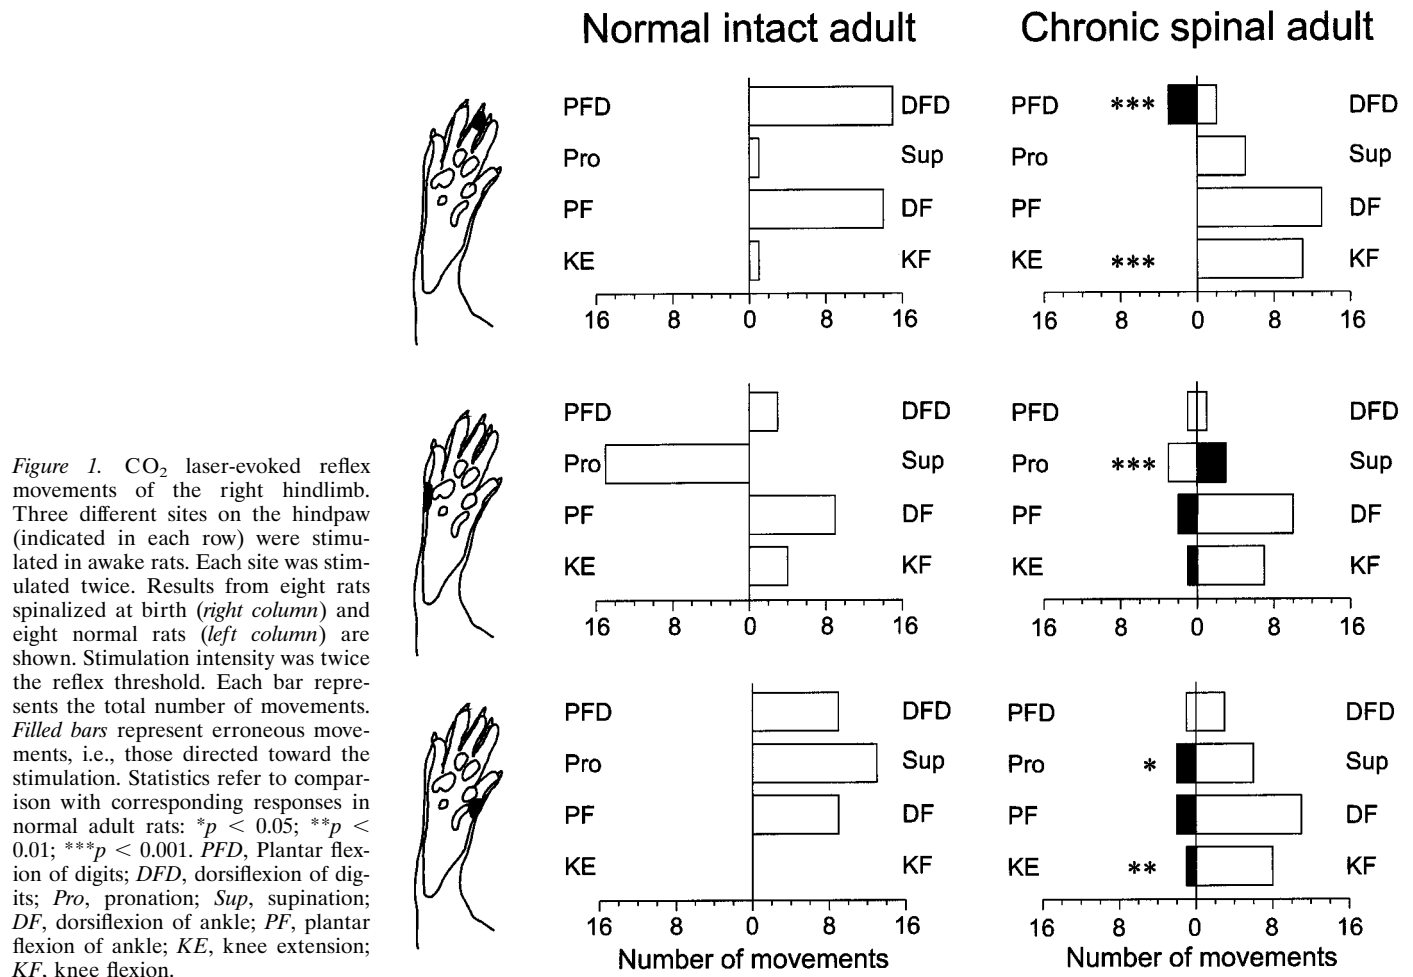 Normal intact adult
Chronic spinal adult
PFD DFD
Pro Sup
PF DF
KE KF
16 8 0 8 16
PFD *** DFD
Pro Sup
PF DF
KE *** KF
16 8 0 8 16
PFD DFD
Pro Sup
PF DF
KE KF
16 8 0 8 16
PFD DFD
Pro *** Sup
PF DF
KE KF
16 8 0 8 16
PFD DFD
Pro Sup
PF DF
KE KF
16 8 0 8 16
Number of movements
PFD DFD
Pro * Sup
PF DF
KE ** KF
16 8 0 8 16
Number of movements
Figure 1. CO₂ laser-evoked reflex
movements of the right hindlimb.
Three different sites on the hindpaw
(indicated in each row) were stimu-
lated in awake rats. Each site was stim-
ulated twice. Results from eight rats
spinalized at birth (right column) and
eight normal rats (left column) are
shown. Stimulation intensity was twice
the reflex threshold. Each bar repre-
sents the total number of movements.
Filled bars represent erroneous move-
ments, i.e., those directed toward the
stimulation. Statistics refer to compar-
ison with corresponding responses in
normal adult rats: *p < 0.05; **p <
0.01; ***p < 0.001. PFD, Plantar flex-
ion of digits; DFD, dorsiflexion of dig-
its; Pro, pronation; Sup, supination;
DF, dorsiflexion of ankle; PF, plantar
flexion of ankle; KE, knee extension;
KF, knee flexion.